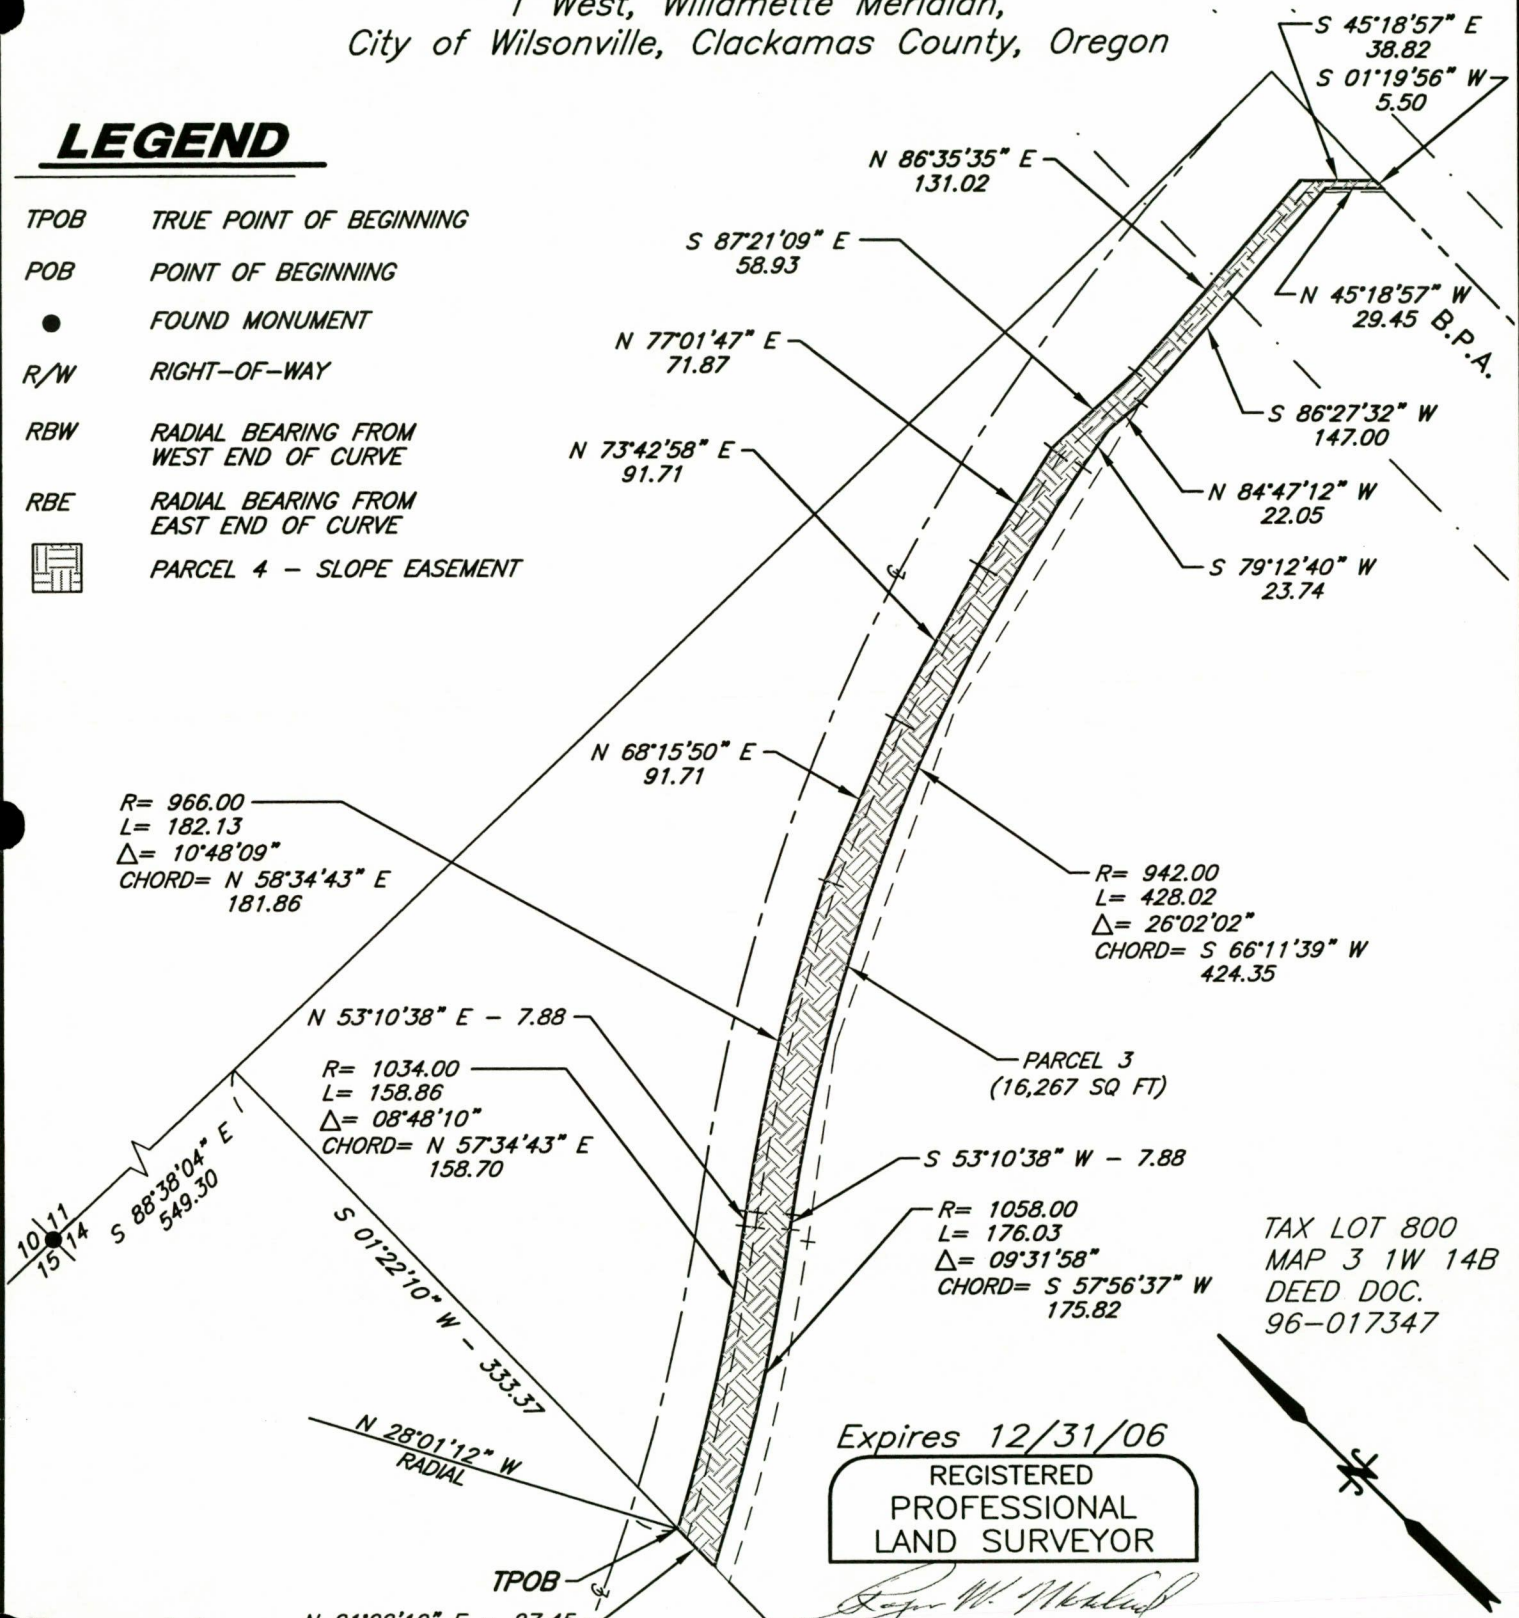 1 West, Willamette Meridian,
City of Wilsonville, Clackamas County, Oregon
LEGEND
TPOB TRUE POINT OF BEGINNING
POB POINT OF BEGINNING
FOUND MONUMENT
R/W RIGHT-OF-WAY
RBW RADIAL BEARING FROM
WEST END OF CURVE
RBE RADIAL BEARING FROM
EAST END OF CURVE
PARCEL 4 - SLOPE EASEMENT
S 45°18'57" E
38.82
S 01°19'56" W
5.50
N 86°35'35" E
131.02
S 87°21'09" E
58.93
N 77°01'47" E
71.87
N 73°42'58" E
91.71
N 45°18'57" W
29.45
B.P.A.
S 86°27'32" W
147.00
N 84°47'12" W
22.05
S 79°12'40" W
23.74
N 68°15'50" E
91.71
R= 966.00
L= 182.13
Δ= 10°48'09"
CHORD= N 58°34'43" E
181.86
R= 942.00
L= 428.02
Δ= 26°02'02"
CHORD= S 66°11'39" W
424.35
N 53°10'38" E - 7.88
R= 1034.00
L= 158.86
Δ= 08°48'10"
CHORD= N 57°34'43" E
158.70
PARCEL 3
(16,267 SQ FT)
S 53°10'38" W - 7.88
R= 1058.00
L= 176.03
Δ= 09°31'58"
CHORD= S 57°56'37" W
175.82
TAX LOT 800
MAP 3 1W 14B
DEED DOC.
96-017347
10 11
15 14
S 88°38'04" E
549.30
S 01°22'10" W - 333.37
N 28°01'12" W
RADIAL
TPOB
Expires 12/31/06
REGISTERED
PROFESSIONAL
LAND SURVEYOR
N